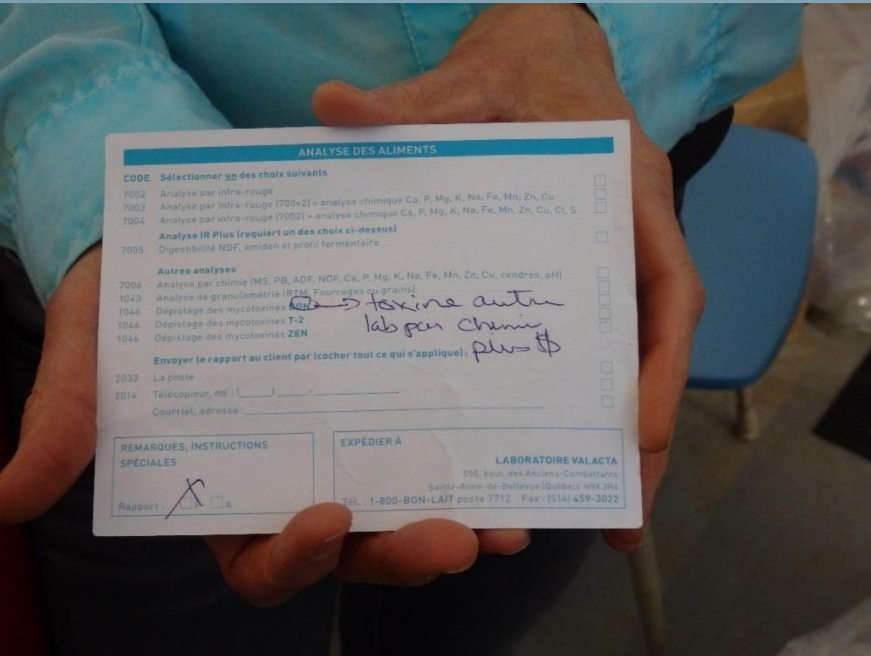 ANALYSE DES ALIMENTS
CODE Sélectionner un des choix suivants
7002 Analyse par infra-rouge
7003 Analyse par infra-rouge (700v2) + analyse chimique Ca, P, Mg, K, Na, Fe, Mn, Zn, Cu
7004 Analyse par infra-rouge (7002) + analyse chimique Ca, P, Mg, K, Na, Fe, Mn, Zn, Cu, Cl, S
Analyse IR Plus (requiert un des choix ci-dessus)
7005 Digestibilité NDF, amidon et profil fermentaire
Autres analyses
7006 Analyse par chimie (MS, PB, ADF, NDF, Ca, P, Mg, K, Na, Fe, Mn, Zn, Cu, cendres, pH)
1043 Analyse de granulométrie (RTM, Fourrages ou grains)
1046 Dépistage des mycotoxines DON → toxine autre
1046 Dépistage des mycotoxines T-2 lab par chimie
1046 Dépistage des mycotoxines ZEN plus $
Envoyer le rapport au client par (cocher tout ce qui s'applique) :
2033 La poste
2014 Télécopieur, no. : (____) ____-____
Courriel, adresse :
REMARQUES, INSTRUCTIONS
SPÉCIALES
Rapport : X A
EXPÉDIER À
LABORATOIRE VALACTA
555, boul. des Anciens-Combattants
Sainte-Anne-de-Bellevue (Québec) H9X 3R4
Tél. : 1-800-BON-LAIT poste 7712 Fax : (514) 459-3022